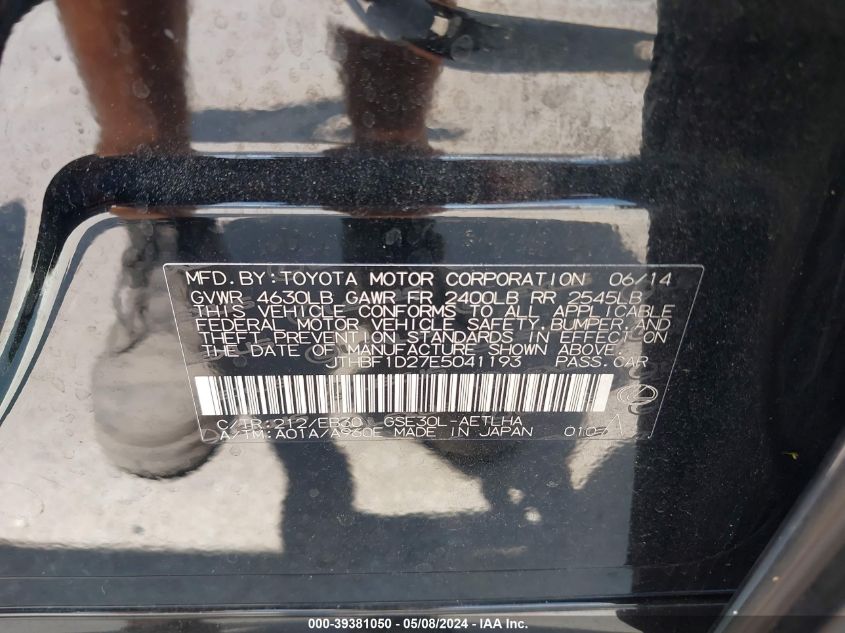 MFD.BY:TOYOTA MOTOR CORPORATION 06/14
GVWR 4630LB GAWR FR 2400LB RR 2545LB
THIS VEHICLE CONFORMS TO ALL APPLICABLE
FEDERAL MOTOR VEHICLE SAFETY,BUMPER,AND
THEFT PREVENTION STANDARDS IN EFFECT ON
THE DATE OF MANUFACTURE SHOWN ABOVE.
JTHBF1D27E5041193 PASS.CAR
C/TR:212/EB30 GSE30L-AETLHA
A/TM:A01A/A960E MADE IN JAPAN
000-39381050 - 05/08/2024 - IAA Inc.